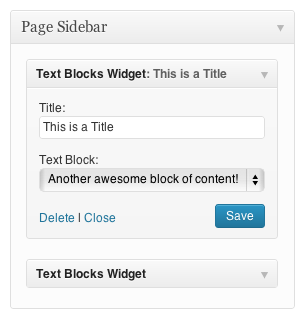 Page Sidebar
Text Blocks Widget: This is a Title
Title:
This is a Title
Text Block:
Another awesome block of content!
Delete | Close
Save
Text Blocks Widget